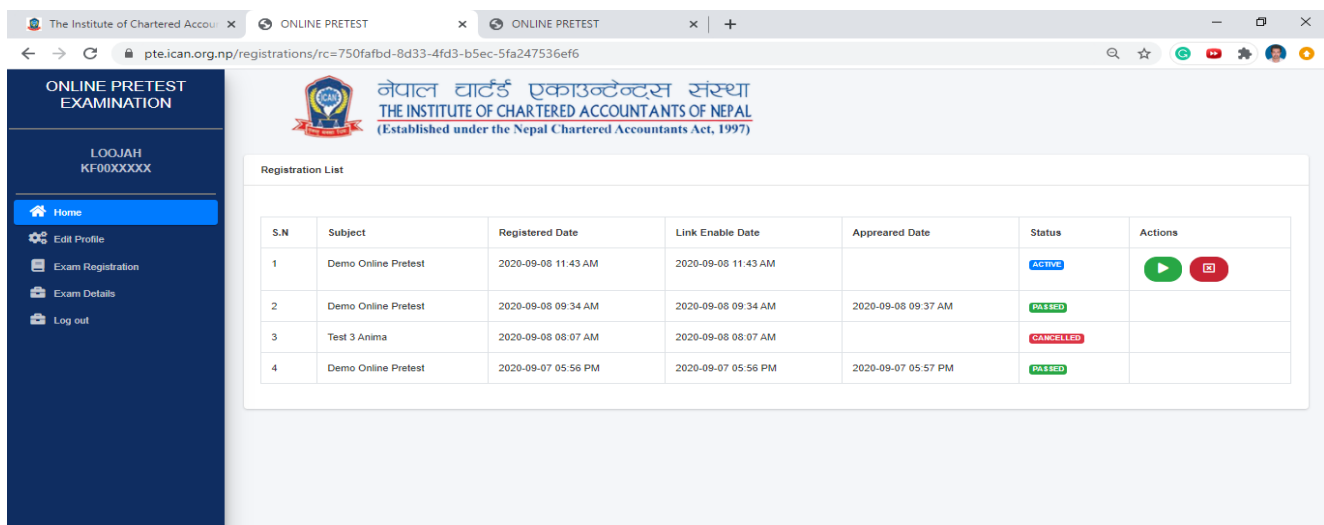 The Institute of Chartered Accou
ONLINE PRETEST
ONLINE PRETEST
pte.ican.org.np/registrations/rc=750fafbd-8d33-4fd3-b5ec-5fa247536ef6
ONLINE PRETEST
EXAMINATION
LOOJAH
KF00XXXXX
Home
Edit Profile
Exam Registration
Exam Details
Log out
ICAN
नेपाल चार्टर्ड एकाउन्टेन्ट्स संस्था
THE INSTITUTE OF CHARTERED ACCOUNTANTS OF NEPAL
(Established under the Nepal Chartered Accountants Act, 1997)
Registration List
S.N Subject Registered Date Link Enable Date Appreared Date Status Actions
1 Demo Online Pretest 2020-09-08 11:43 AM 2020-09-08 11:43 AM ACTIVE
2 Demo Online Pretest 2020-09-08 09:34 AM 2020-09-08 09:34 AM 2020-09-08 09:37 AM PASSED
3 Test 3 Anima 2020-09-08 08:07 AM 2020-09-08 08:07 AM CANCELLED
4 Demo Online Pretest 2020-09-07 05:56 PM 2020-09-07 05:56 PM 2020-09-07 05:57 PM PASSED